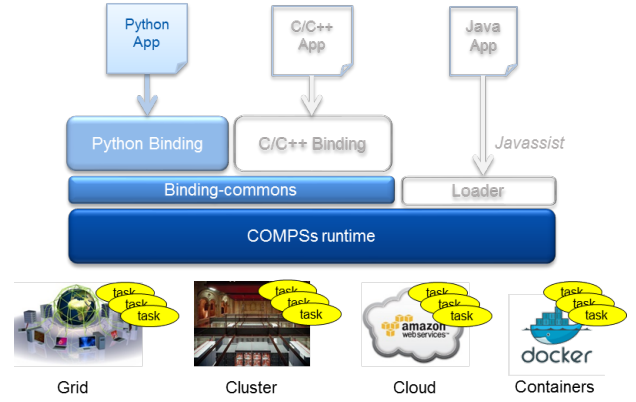 Python
App
C/C++
App
Java
App
Python Binding
C/C++ Binding
Javassist
Binding-commons
Loader
COMPSs runtime
task
task
task
task
task
task
task
task
task
task
task
task
amazon
web services™
docker
Grid
Cluster
Cloud
Containers